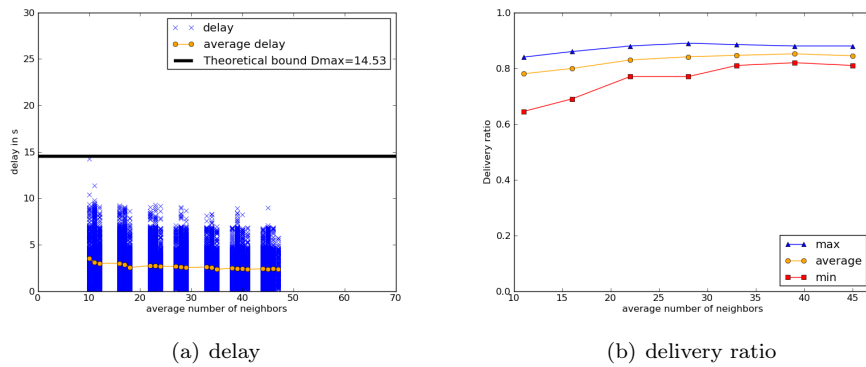 30
25
20
15
10
5
0
delay in s
delay
average delay
Theoretical bound Dmax=14.53
0 10 20 30 40 50 60 70
average number of neighbors
(a) delay
1.0
0.8
0.6
0.4
0.2
0.0
Delivery ratio
max
average
min
11 15 20 25 30 35 40 45
average number of neighbors
(b) delivery ratio